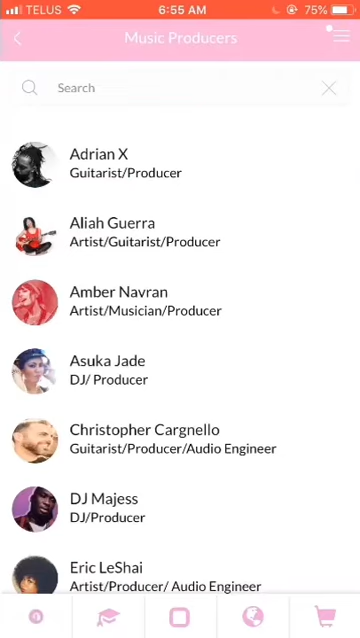 TELUS 6:55 AM 75%
Music Producers
Search
Adrian X
Guitarist/Producer
Aliah Guerra
Artist/Guitarist/Producer
Amber Navran
Artist/Musician/Producer
Asuka Jade
DJ/ Producer
Christopher Cargnello
Guitarist/Producer/Audio Engineer
DJ Majess
DJ/Producer
Eric LeShai
Artist/Producer/ Audio Engineer